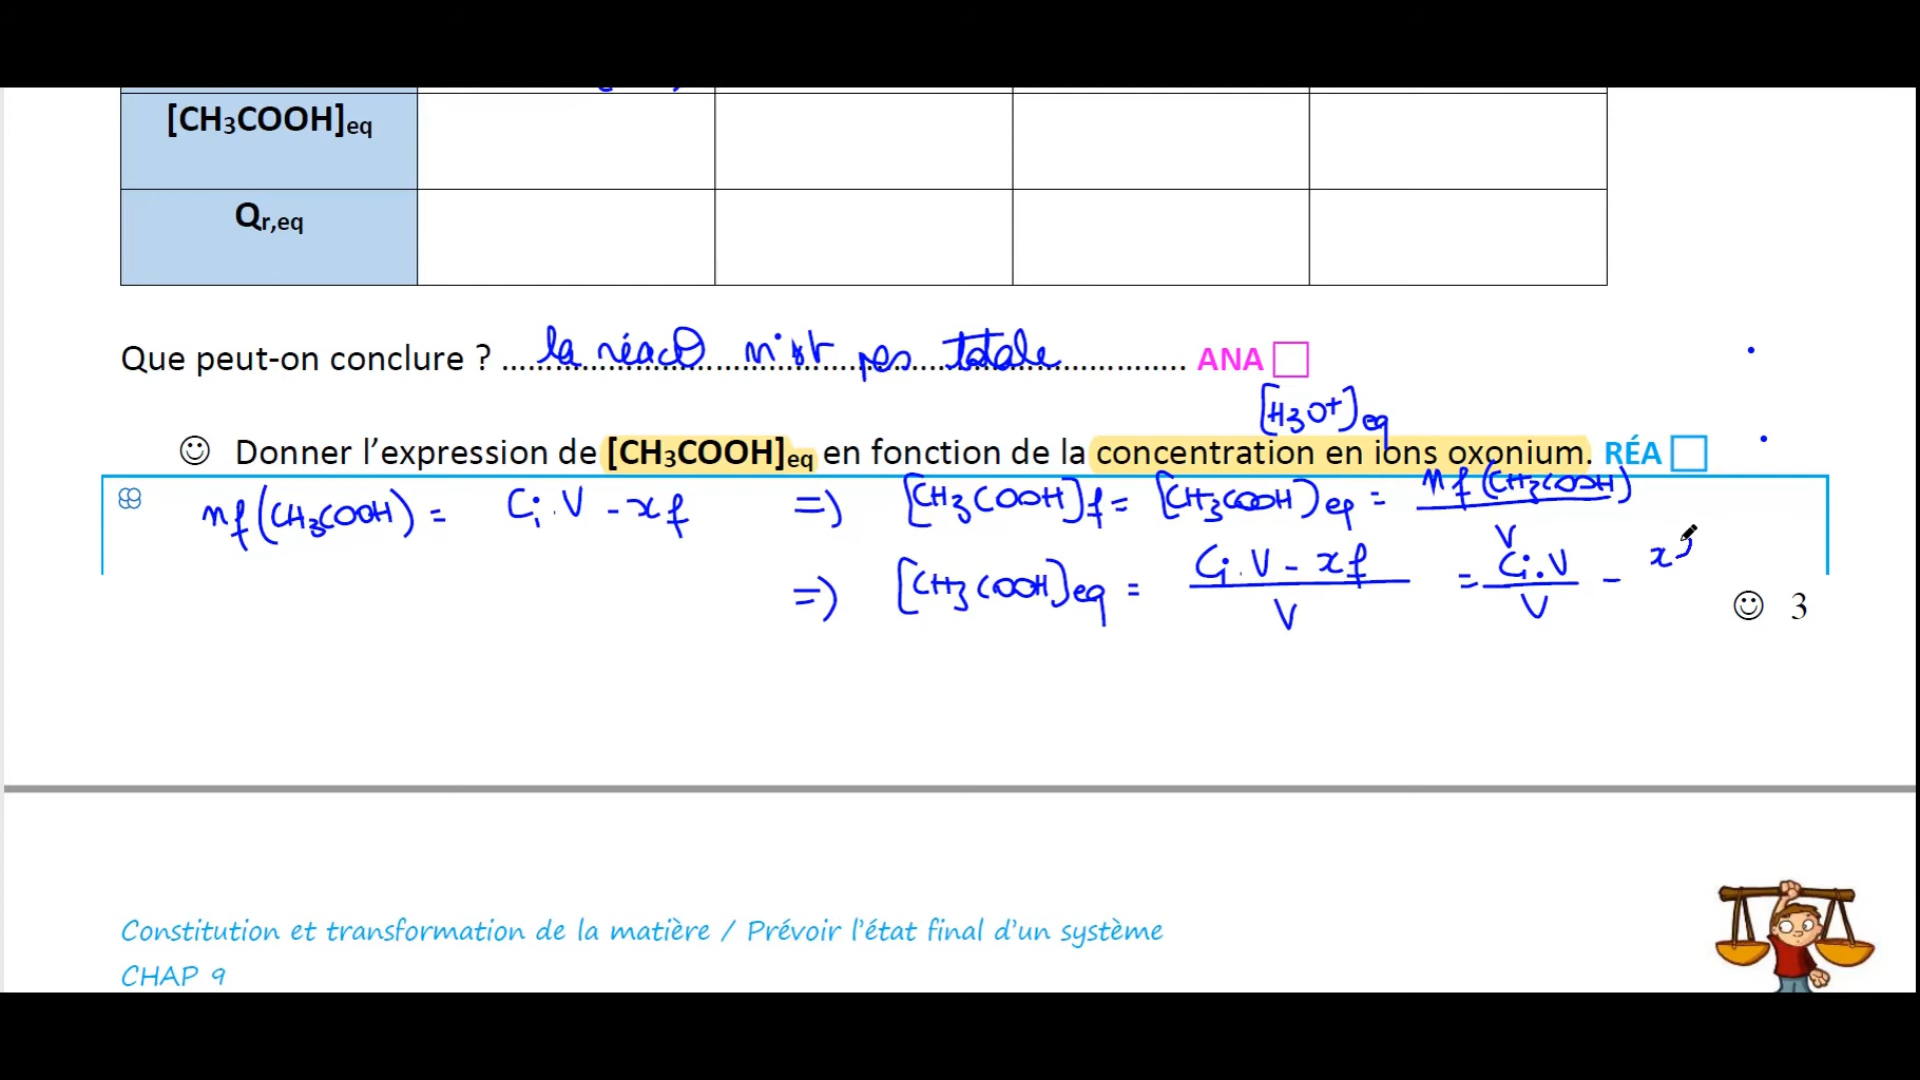 [CH₃COOH]eq
Qr,eq
Que peut-on conclure ? la réac° n'est pas totale ANA
[H3O+]eq
Donner l'expression de [CH₃COOH]eq en fonction de la concentration en ions oxonium. RÉA
nf(CH3COOH) = Ci.V - xf => [CH3COOH]f = [CH3COOH]eq = nf(CH3COOH) / V
=> [CH3COOH]eq = Ci.V - xf / V = Ci.V / V - x
3
Constitution et transformation de la matière / Prévoir l'état final d'un système
CHAP 9